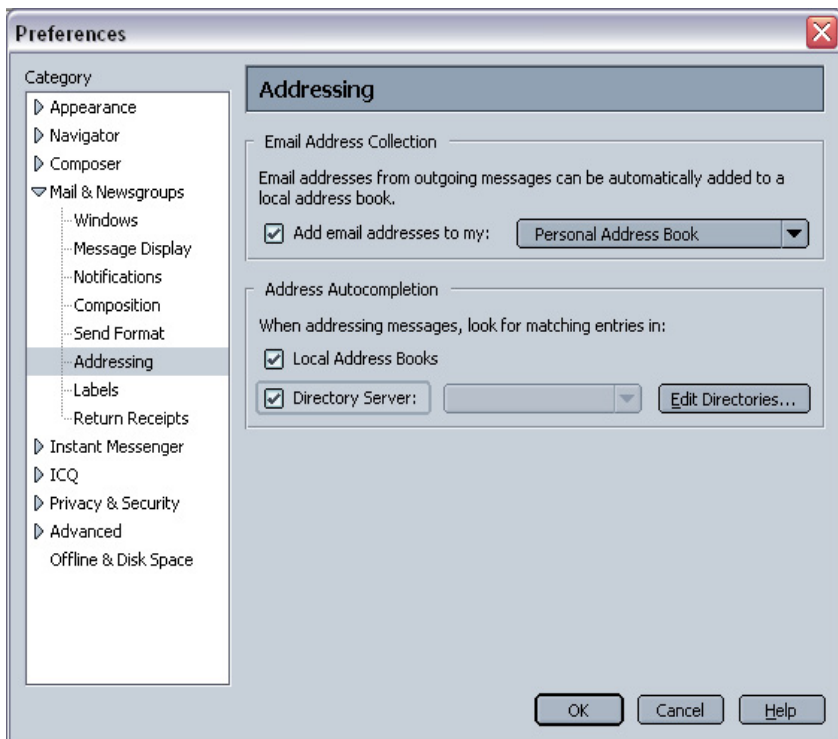 Preferences
Category
Appearance
Navigator
Composer
Mail & Newsgroups
Windows
Message Display
Notifications
Composition
Send Format
Addressing
Labels
Return Receipts
Instant Messenger
ICQ
Privacy & Security
Advanced
Offline & Disk Space
Addressing
Email Address Collection
Email addresses from outgoing messages can be automatically added to a
local address book.
Add email addresses to my: Personal Address Book
Address Autocompletion
When addressing messages, look for matching entries in:
Local Address Books
Directory Server: Edit Directories...
OK Cancel Help